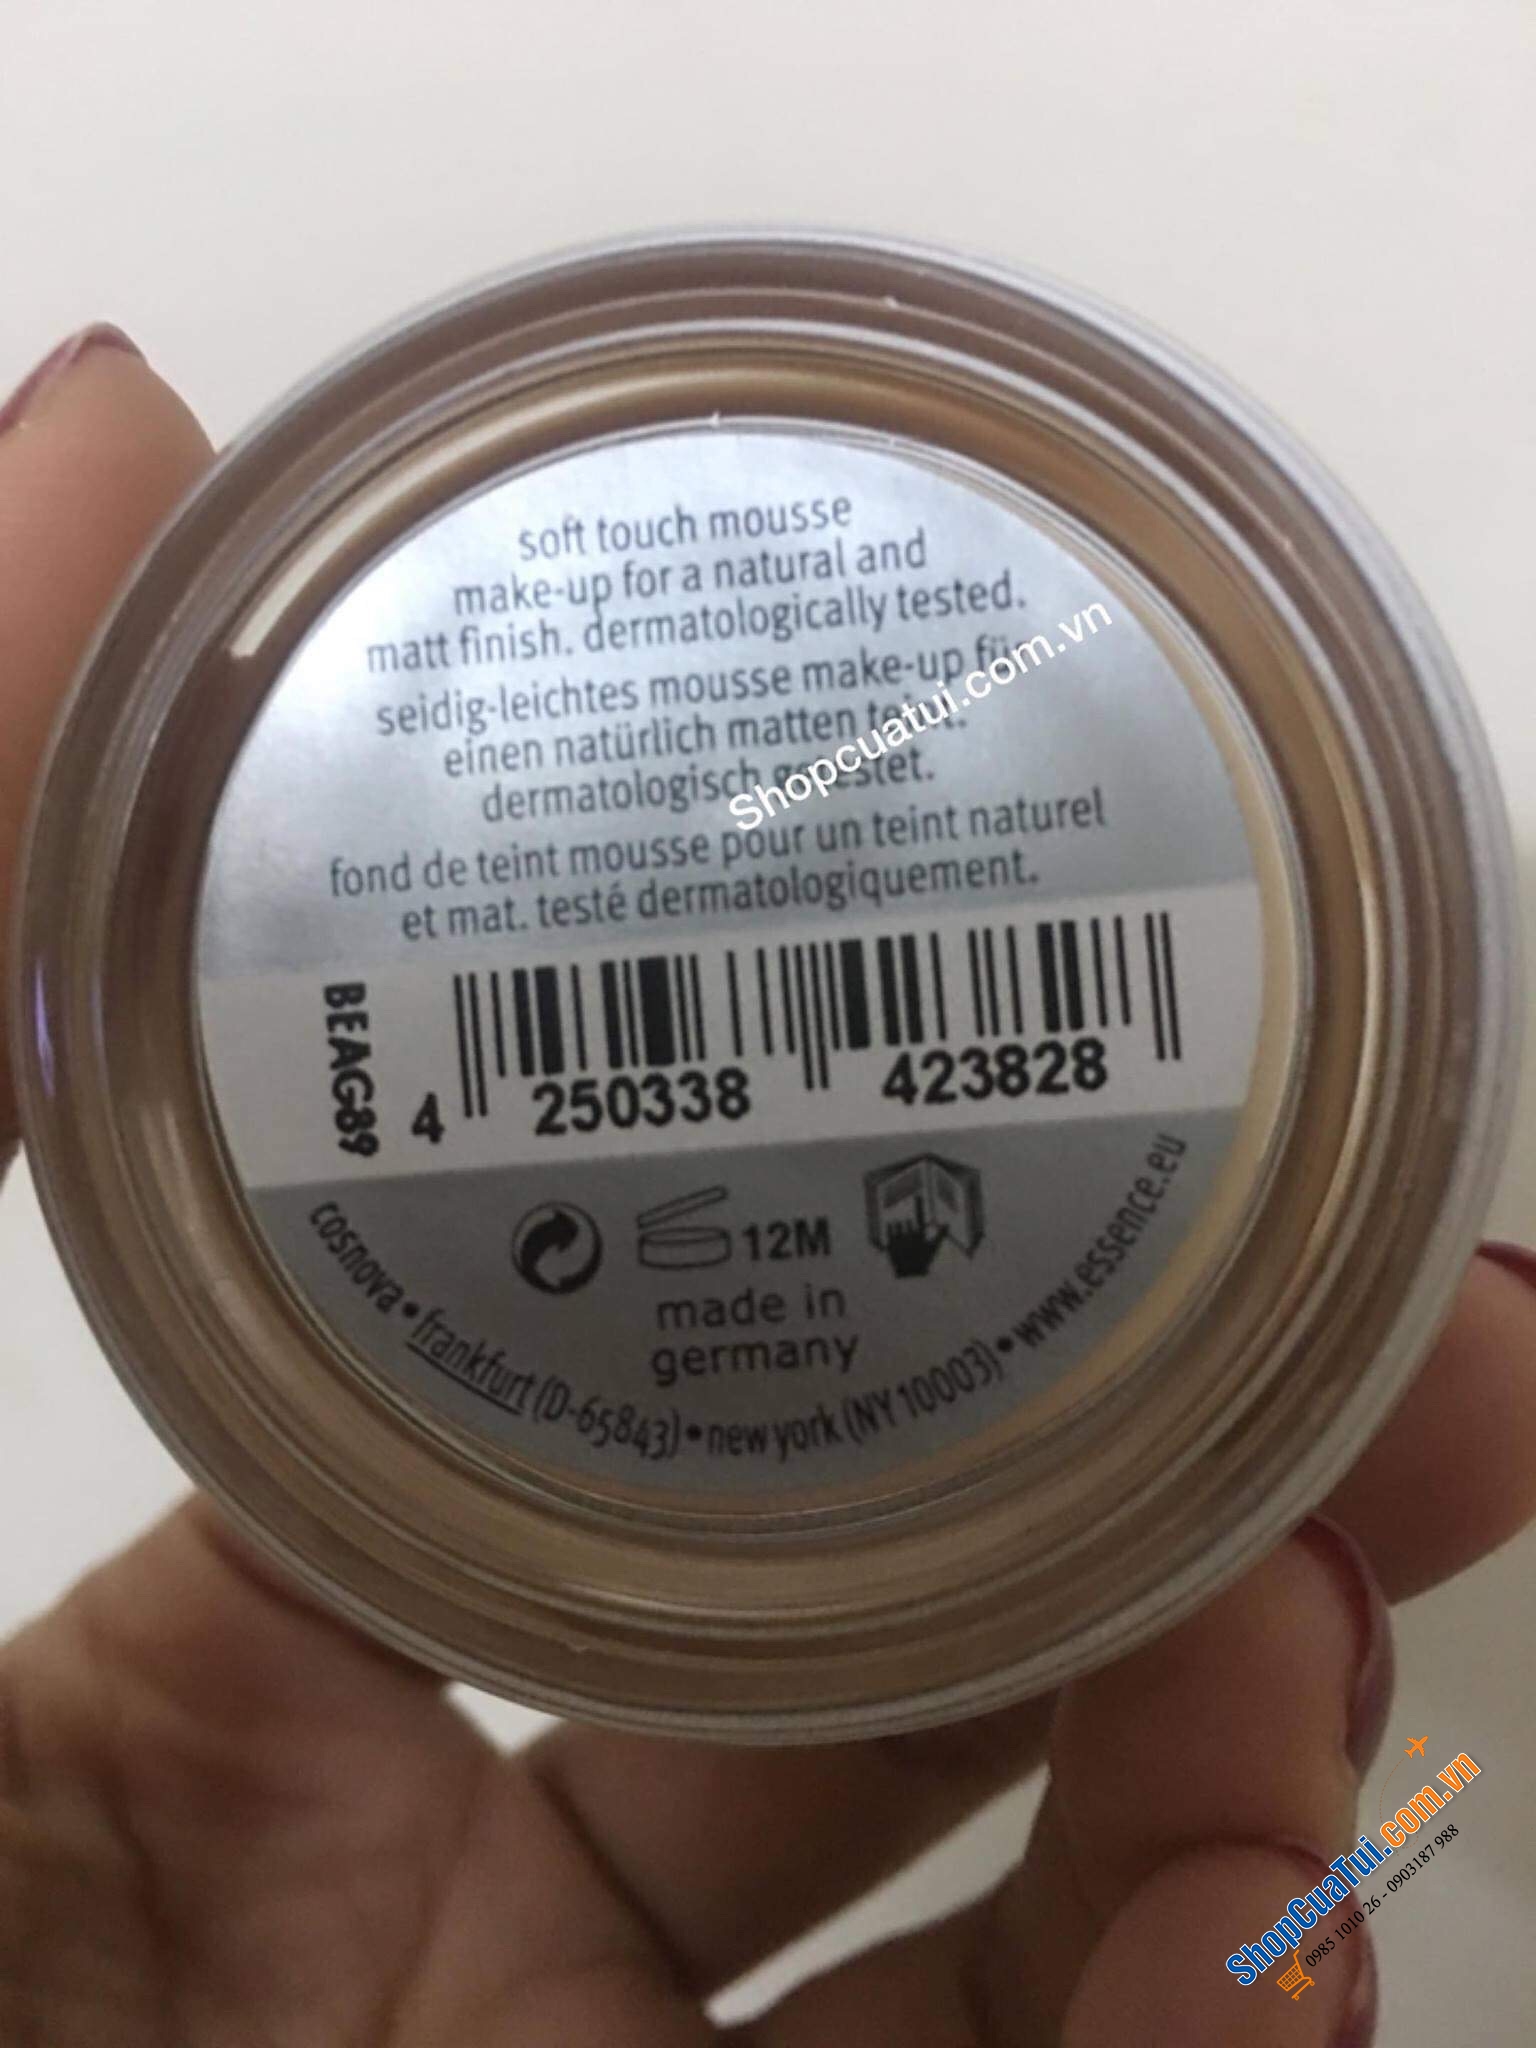 soft touch mousse
make-up for a natural and
matt finish. dermatologically tested.
seidig-leichtes mousse make-up für
einen natürlich matten teint.
dermatologisch getestet.
fond de teint mousse pour un teint naturel
et mat. testé dermatologiquement.
Shopcuatui.com.vn
BEAG89
4 250338 423828
12M
made in
germany
cosnova • frankfurt (D-65843) • new york (NY 10003) • www.essence.eu
ShopCuaTui.com.vn
0985 1010 26 - 0903187 988